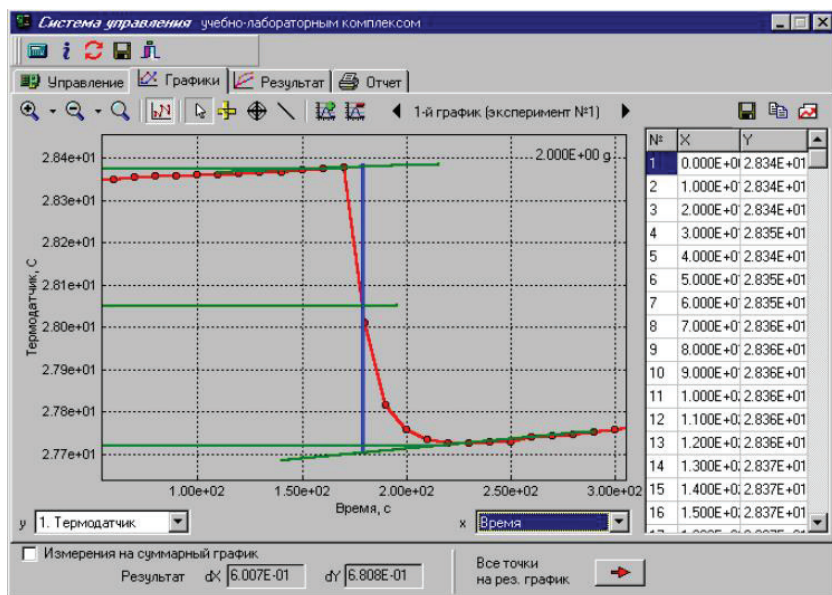 Система управления учебно-лабораторным комплексом
Управление Графики Результат Отчет
1-й график (эксперимент №1)
2.000E+00 g
Термодатчик, С
2.84e+01
2.83e+01
2.82e+01
2.81e+01
2.80e+01
2.79e+01
2.78e+01
2.77e+01
1.00e+02 1.50e+02 2.00e+02 2.50e+02 3.00e+02
Время, с
y 1. Термодатчик x Время
№ X Y
1 0.000E+0 2.834E+01
2 1.000E+0 2.834E+01
3 2.000E+0 2.834E+01
4 3.000E+0 2.835E+01
5 4.000E+0 2.834E+01
6 5.000E+0 2.835E+01
7 6.000E+0 2.835E+01
8 7.000E+0 2.836E+01
9 8.000E+0 2.836E+01
10 9.000E+0 2.836E+01
11 1.000E+0 2.836E+01
12 1.100E+0 2.836E+01
13 1.200E+0 2.836E+01
14 1.300E+0 2.837E+01
15 1.400E+0 2.837E+01
16 1.500E+0 2.837E+01
Измерения на суммарный график
Результат dX 6.007E-01 dY 6.808E-01
Все точки
на рез. график